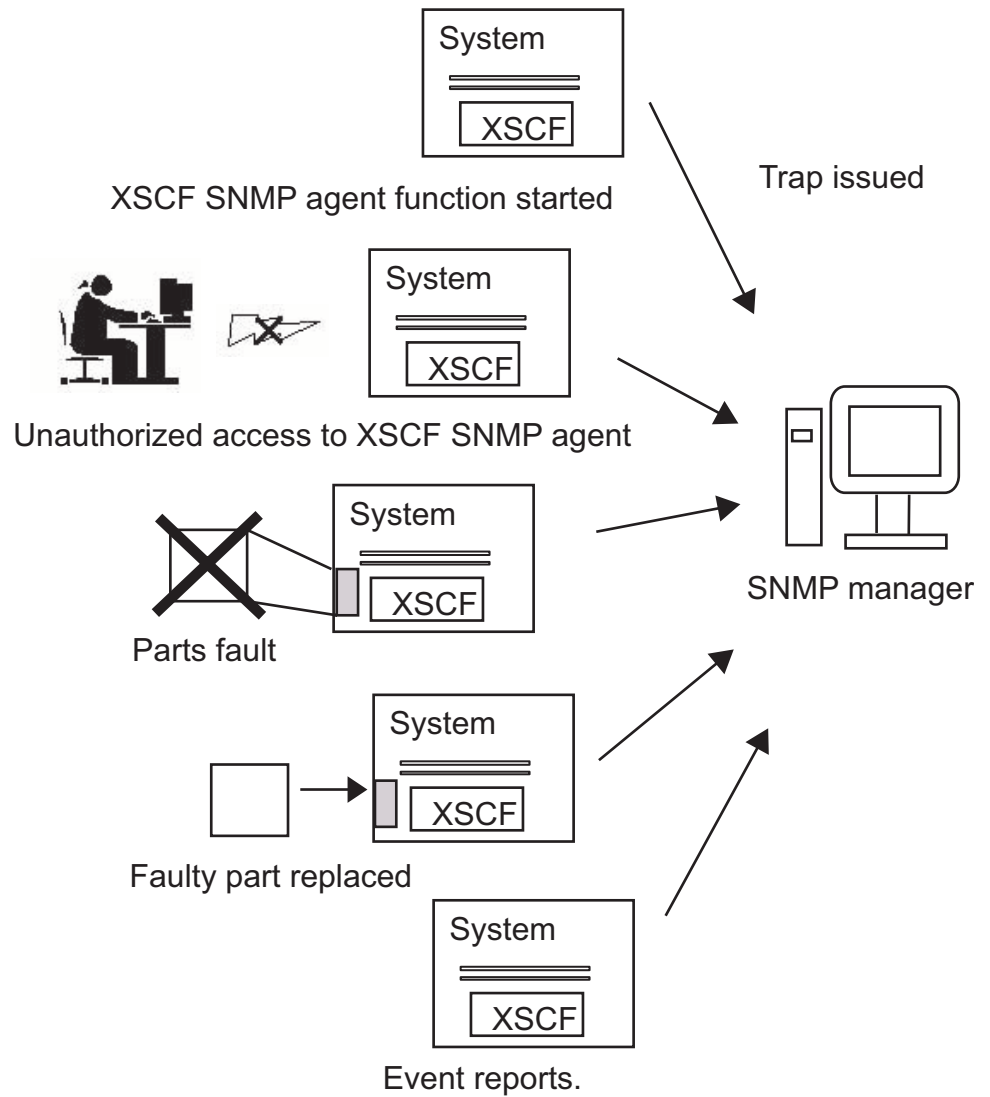 System
XSCF
XSCF SNMP agent function started
Trap issued
System
XSCF
Unauthorized access to XSCF SNMP agent
System
XSCF
Parts fault
SNMP manager
System
XSCF
Faulty part replaced
System
XSCF
Event reports.